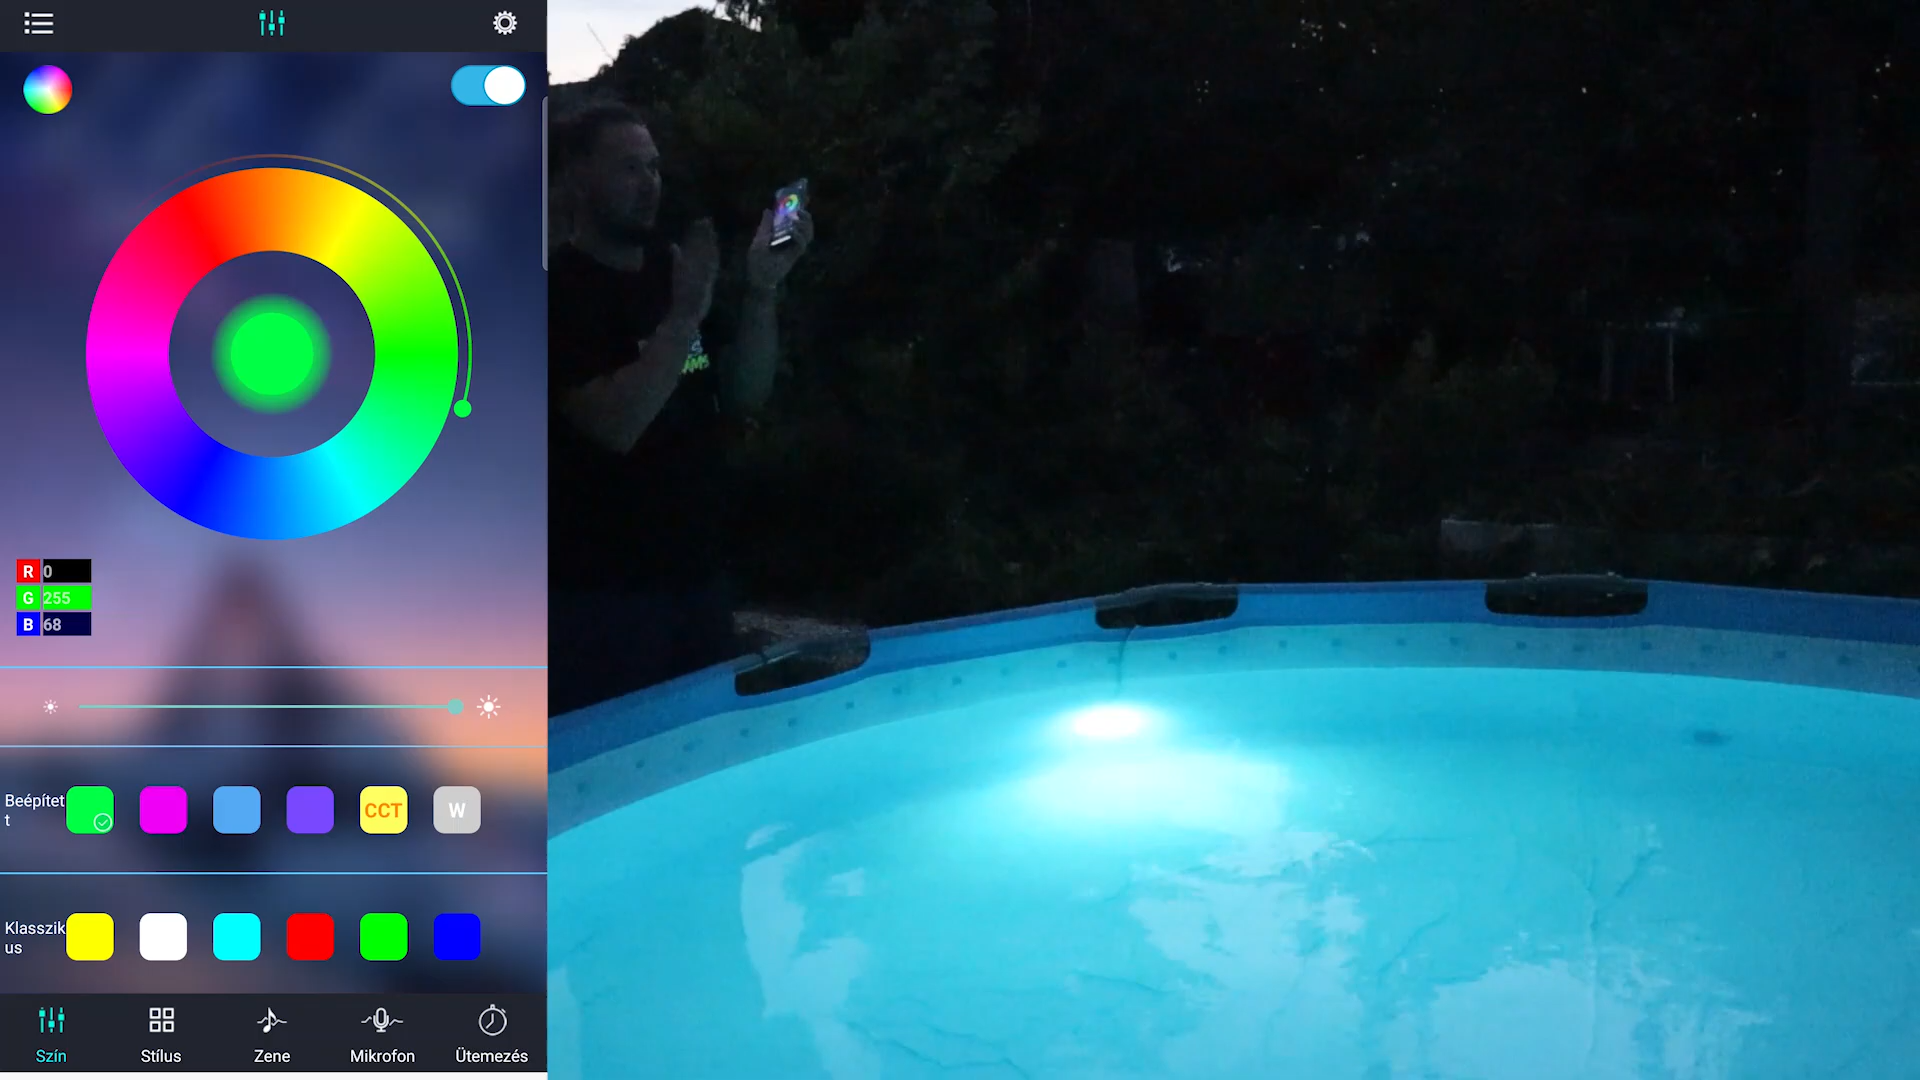 R 0
G 255
B 68
Beépítet
t
CCT
W
Klasszik
us
Szín
Stílus
Zene
Mikrofon
Ütemezés